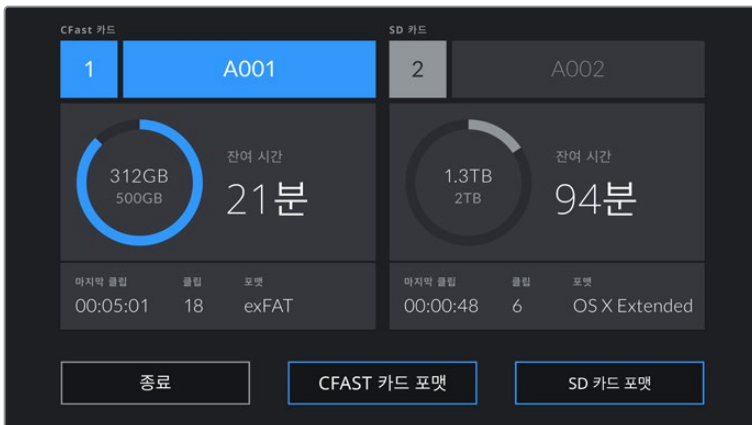 CFast 카드
1
A001
312GB
500GB
잔여 시간
21분
마지막 클립
클립
포맷
00:05:01
18
exFAT
SD 카드
2
A002
1.3TB
2TB
잔여 시간
94분
마지막 클립
클립
포맷
00:00:48
6
OS X Extended
종료
CFAST 카드 포맷
SD 카드 포맷